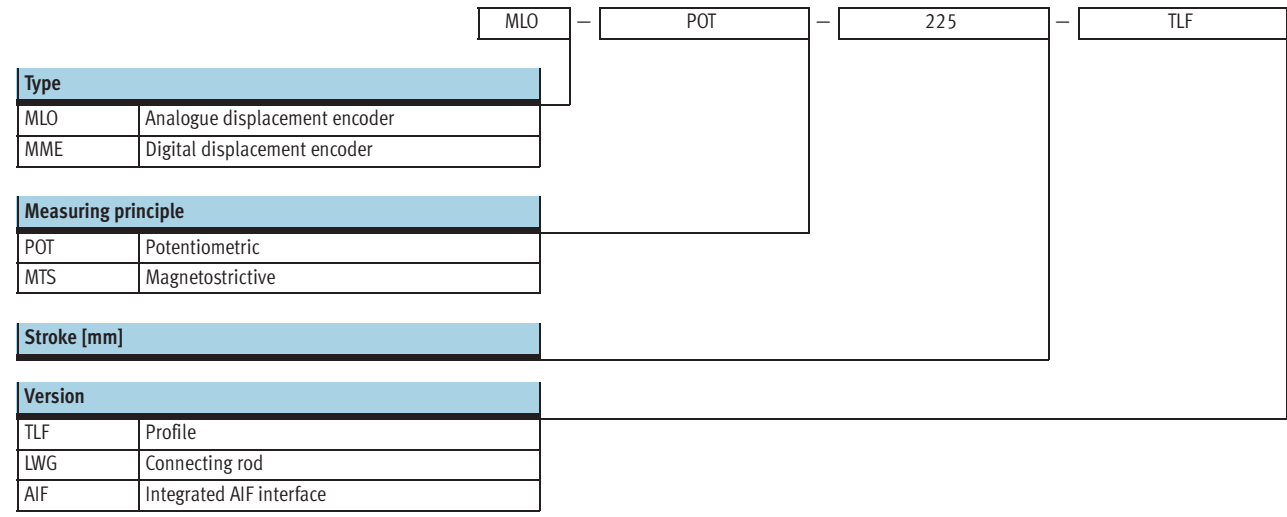 MLO – POT – 225 – TLF
Type
MLO Analogue displacement encoder
MME Digital displacement encoder
Measuring principle
POT Potentiometric
MTS Magnetostrictive
Stroke [mm]
Version
TLF Profile
LWG Connecting rod
AIF Integrated AIF interface